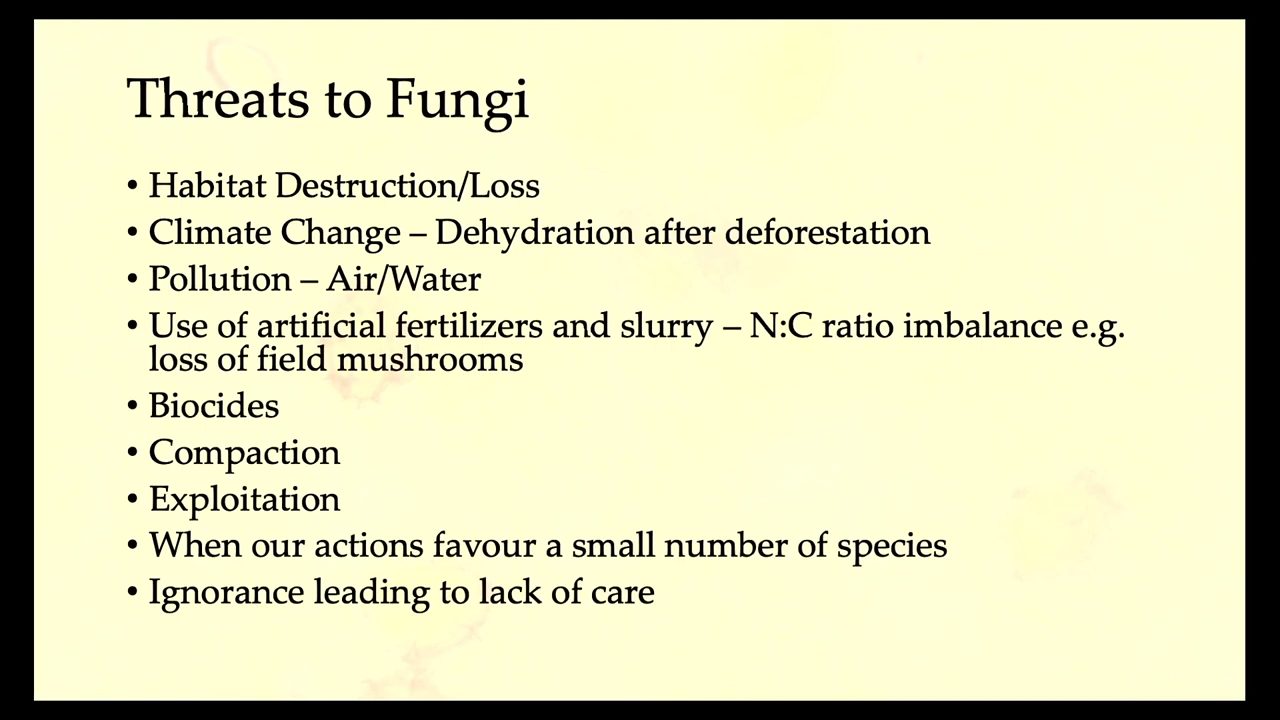 Threats to Fungi
• Habitat Destruction/Loss
• Climate Change – Dehydration after deforestation
• Pollution – Air/Water
• Use of artificial fertilizers and slurry – N:C ratio imbalance e.g.
loss of field mushrooms
• Biocides
• Compaction
• Exploitation
• When our actions favour a small number of species
• Ignorance leading to lack of care